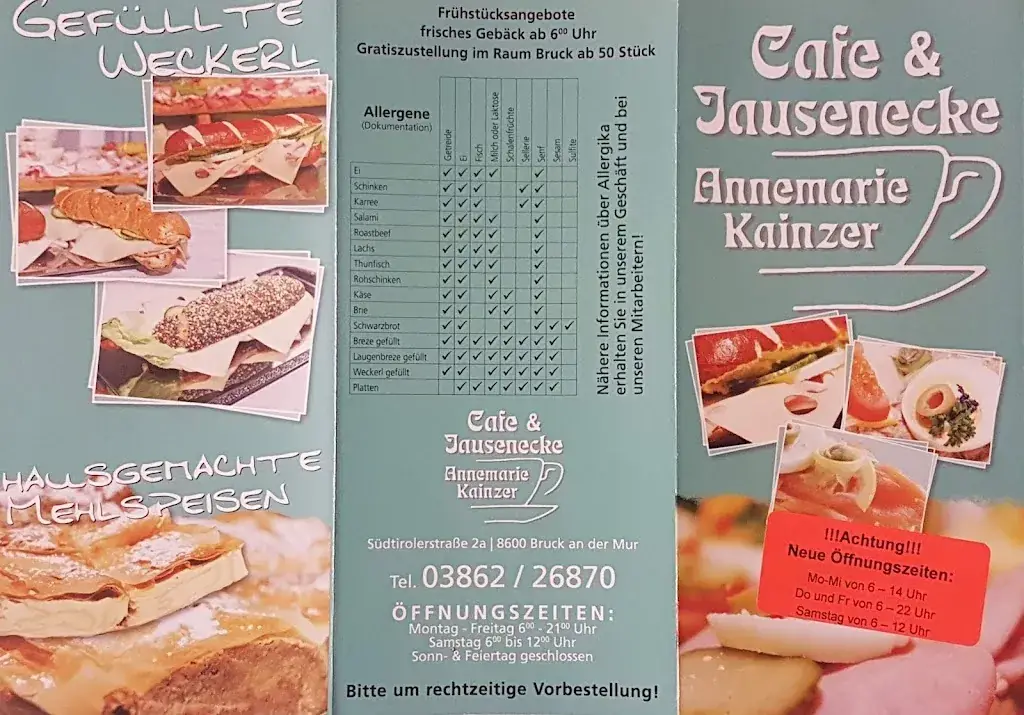 GEFÜLLTE
WECKERL
HAUSGEMACHTE
MEHLSPEISEN
Frühstücksangebote
frisches Gebäck ab 6⁰⁰ Uhr
Gratiszustellung im Raum Bruck ab 50 Stück
Allergene
(Dokumentation)
Getreide
Ei
Fisch
Milch oder Laktose
Schalenfrüchte
Sellerie
Senf
Sesam
Sulfite
Ei ✓ ✓ ✓ ✓ ✓
Schinken ✓ ✓ ✓ ✓ ✓
Karree ✓ ✓ ✓ ✓ ✓
Salami ✓ ✓ ✓ ✓ ✓
Roastbeef ✓ ✓ ✓ ✓ ✓
Lachs ✓ ✓ ✓ ✓ ✓
Thunfisch ✓ ✓ ✓ ✓ ✓
Rohschinken ✓ ✓ ✓ ✓
Käse ✓ ✓ ✓ ✓ ✓
Brie ✓ ✓ ✓ ✓ ✓
Schwarzbrot ✓ ✓ ✓ ✓ ✓ ✓
Breze gefüllt ✓ ✓ ✓ ✓ ✓ ✓ ✓
Laugenbreze gefüllt ✓ ✓ ✓ ✓ ✓ ✓ ✓
Weckerl gefüllt ✓ ✓ ✓ ✓ ✓ ✓ ✓
Platten ✓ ✓ ✓ ✓ ✓ ✓ ✓
Nähere Informationen über Allergika
erhalten Sie in unserem Geschäft und bei
unseren Mitarbeitern!
Cafe &
Jausenecke
Annemarie
Kainzer
Südtirolerstraße 2a | 8600 Bruck an der Mur
Tel. 03862 / 26870
ÖFFNUNGSZEITEN:
Montag - Freitag 6⁰⁰ - 21⁰⁰ Uhr
Samstag 6⁰⁰ bis 12⁰⁰ Uhr
Sonn- & Feiertag geschlossen
Bitte um rechtzeitige Vorbestellung!
Cafe &
Jausenecke
Annemarie
Kainzer
!!!Achtung!!!
Neue Öffnungszeiten:
Mo-Mi von 6 – 14 Uhr
Do und Fr von 6 – 22 Uhr
Samstag von 6 – 12 Uhr